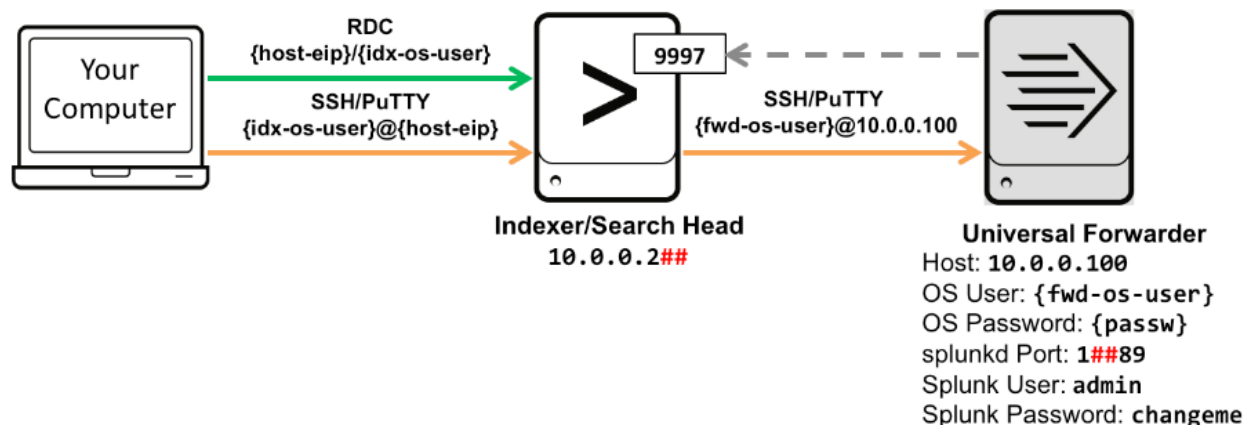 Your
Computer
RDC
{host-eip}/{idx-os-user}
SSH/PuTTY
{idx-os-user}@{host-eip}
9997
SSH/PuTTY
{fwd-os-user}@10.0.0.100
Indexer/Search Head
10.0.0.2##
Universal Forwarder
Host: 10.0.0.100
OS User: {fwd-os-user}
OS Password: {passw}
splunkd Port: 1##89
Splunk User: admin
Splunk Password: changeme